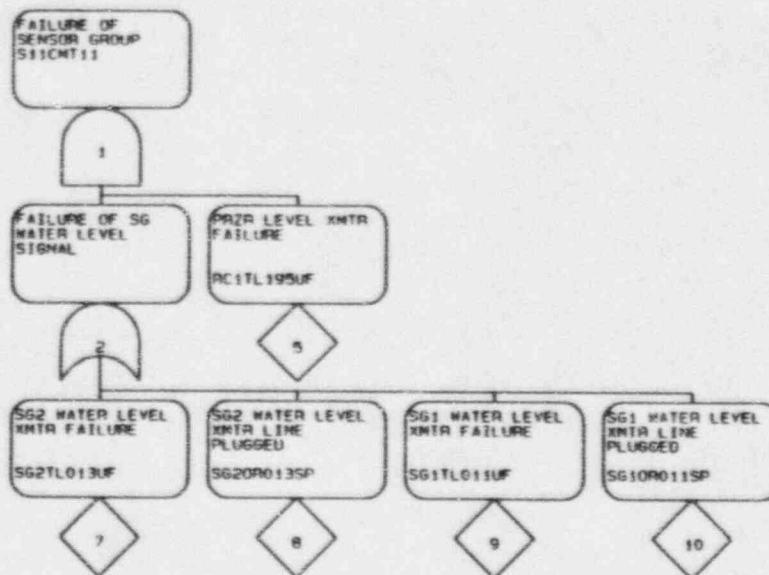 FAILURE OF
SENSOR GROUP
S11CMT11
1
FAILURE OF SG
WATER LEVEL
SIGNAL
PRZR LEVEL XMTR
FAILURE
RC1TL195UF
2
5
SG2 WATER LEVEL
XMTR FAILURE
SG2TL013UF
SG2 WATER LEVEL
XMTR LINE
PLUGGED
SG2OR013SP
SG1 WATER LEVEL
XMTR FAILURE
SG1TL011UF
SG1 WATER LEVEL
XMTR LINE
PLUGGED
SG1OR011SP
7
8
9
10